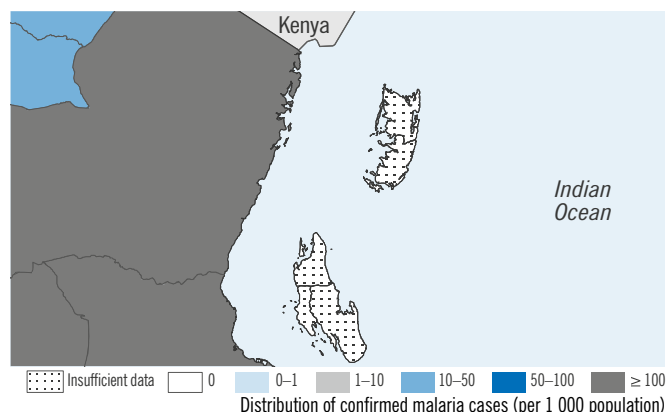 Kenya
Indian
Ocean
Insufficient data 0 0–1 1–10 10–50 50–100 ≥ 100
Distribution of confirmed malaria cases (per 1 000 population)